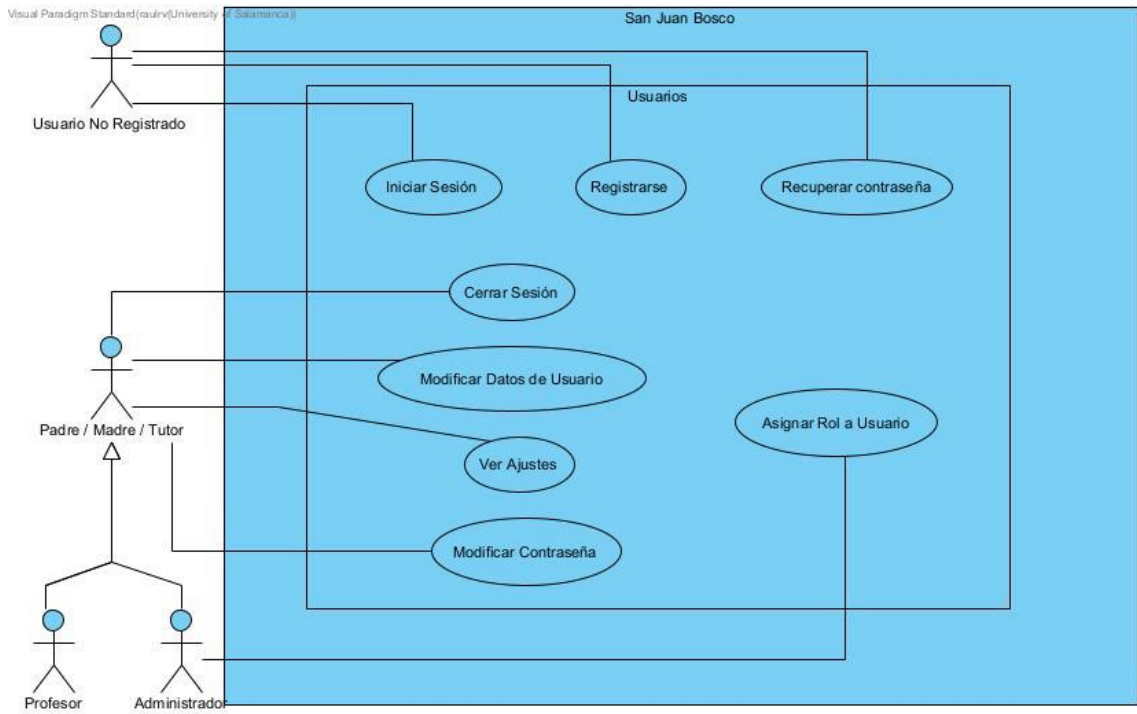 Visual Paradigm Standard(raulrv(University of Salamanca))
San Juan Bosco
Usuarios
Usuario No Registrado
Iniciar Sesión
Registrarse
Recuperar contraseña
Cerrar Sesión
Modificar Datos de Usuario
Asignar Rol a Usuario
Padre / Madre / Tutor
Ver Ajustes
Modificar Contraseña
Profesor
Administrador